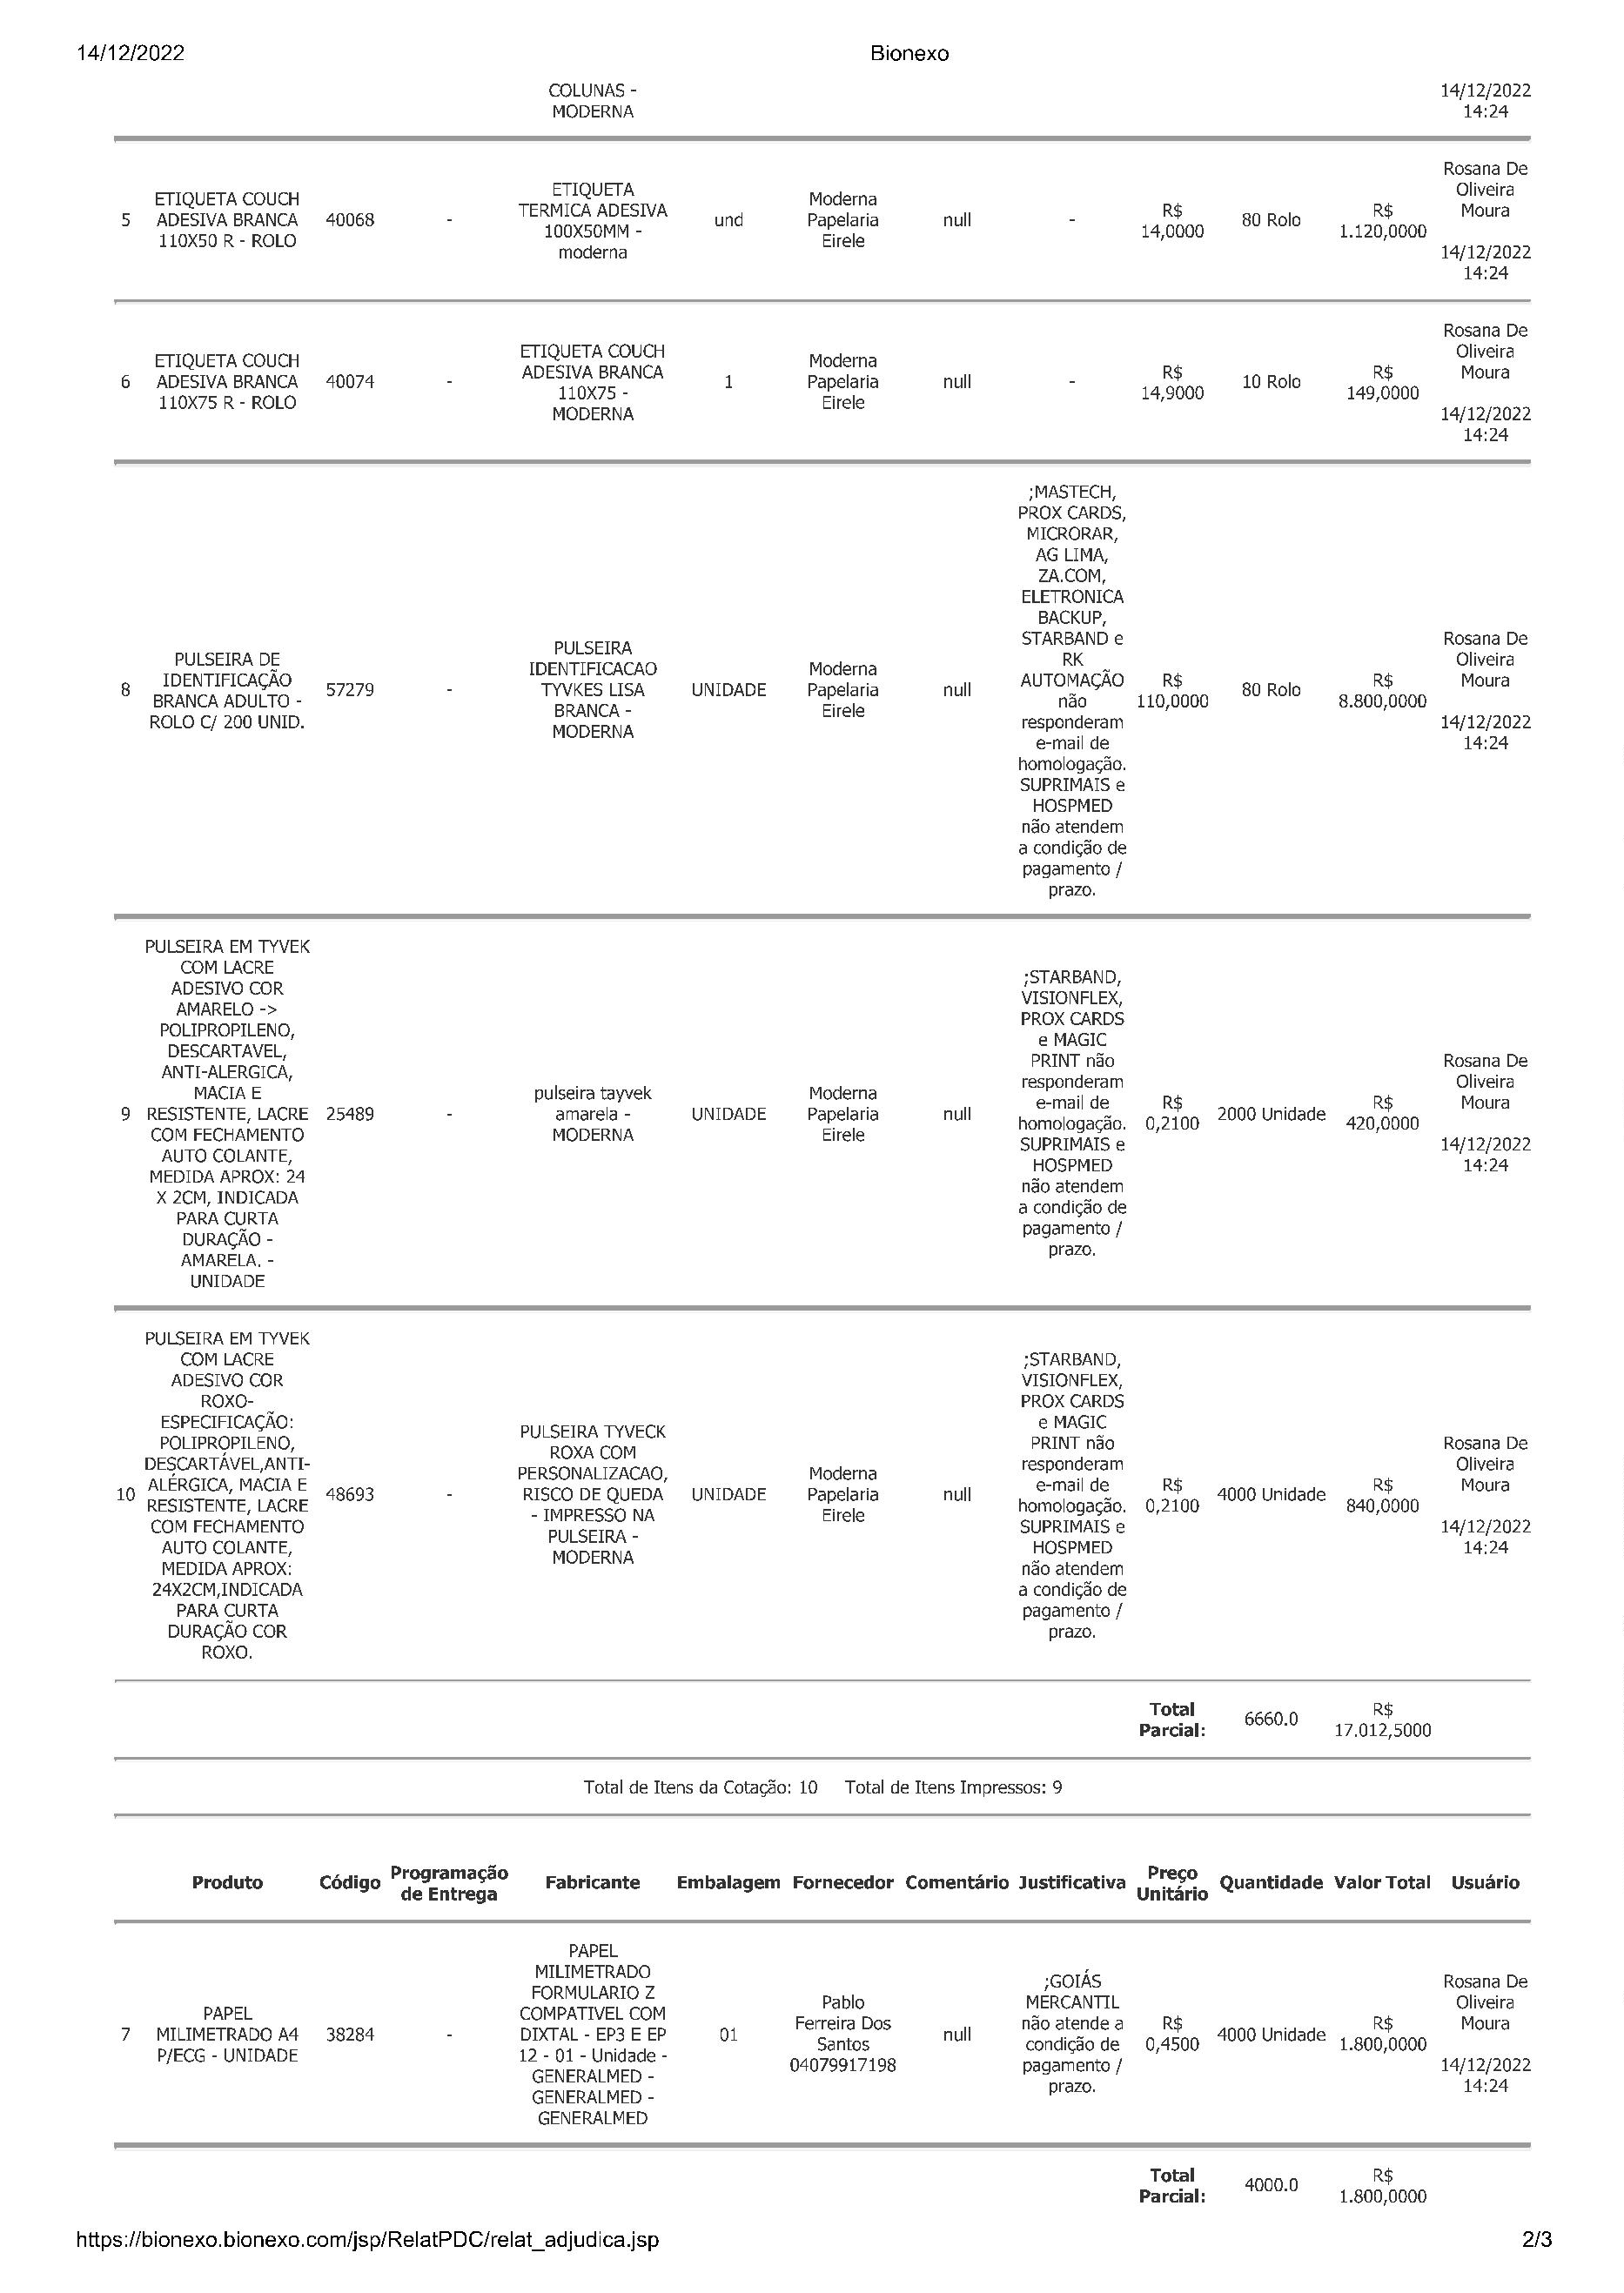 14/12/2022
Bionexo
COLUNAS -
MODERNA
14/12/2022
14:24
5
ETIQUETA COUCH
ADESIVA BRANCA
110X50 R - ROLO
40068
-
ETIQUETA
TERMICA ADESIVA
100X50MM -
moderna
und
Moderna
Papelaria
Eirele
null
-
R$
14,0000
80 Rolo
R$
1.120,0000
Rosana De
Oliveira
Moura
14/12/2022
14:24
6
ETIQUETA COUCH
ADESIVA BRANCA
110X75 R - ROLO
40074
-
ETIQUETA COUCH
ADESIVA BRANCA
110X75 -
MODERNA
1
Moderna
Papelaria
Eirele
null
-
R$
14,9000
10 Rolo
R$
149,0000
Rosana De
Oliveira
Moura
14/12/2022
14:24
8
PULSEIRA DE
IDENTIFICAÇÃO
BRANCA ADULTO -
ROLO C/ 200 UNID.
57279
-
PULSEIRA
IDENTIFICACAO
TYVKES LISA
BRANCA -
MODERNA
UNIDADE
Moderna
Papelaria
Eirele
null
;MASTECH,
PROX CARDS,
MICRORAR,
AG LIMA,
ZA.COM,
ELETRONICA
BACKUP,
STARBAND e
RK
AUTOMAÇÃO
não
responderam
e-mail de
homologação.
SUPRIMAIS e
HOSPMED
não atendem
a condição de
pagamento /
prazo.
R$
110,0000
80 Rolo
R$
8.800,0000
Rosana De
Oliveira
Moura
14/12/2022
14:24
9
PULSEIRA EM TYVEK
COM LACRE
ADESIVO COR
AMARELO ->
POLIPROPILENO,
DESCARTAVEL,
ANTI-ALERGICA,
MACIA E
RESISTENTE, LACRE
COM FECHAMENTO
AUTO COLANTE,
MEDIDA APROX: 24
X 2CM, INDICADA
PARA CURTA
DURAÇÃO -
AMARELA. -
UNIDADE
25489
-
pulseira tayvek
amarela -
MODERNA
UNIDADE
Moderna
Papelaria
Eirele
null
;STARBAND,
VISIONFLEX,
PROX CARDS
e MAGIC
PRINT não
responderam
e-mail de
homologação.
SUPRIMAIS e
HOSPMED
não atendem
a condição de
pagamento /
prazo.
R$
0,2100
2000 Unidade
R$
420,0000
Rosana De
Oliveira
Moura
14/12/2022
14:24
10
PULSEIRA EM TYVEK
COM LACRE
ADESIVO COR
ROXO-
ESPECIFICAÇÃO:
POLIPROPILENO,
DESCARTÁVEL,ANTI-
ALÉRGICA, MACIA E
RESISTENTE, LACRE
COM FECHAMENTO
AUTO COLANTE,
MEDIDA APROX:
24X2CM,INDICADA
PARA CURTA
DURAÇÃO COR
ROXO.
48693
-
PULSEIRA TYVECK
ROXA COM
PERSONALIZACAO,
RISCO DE QUEDA
- IMPRESSO NA
PULSEIRA -
MODERNA
UNIDADE
Moderna
Papelaria
Eirele
null
;STARBAND,
VISIONFLEX,
PROX CARDS
e MAGIC
PRINT não
responderam
e-mail de
homologação.
SUPRIMAIS e
HOSPMED
não atendem
a condição de
pagamento /
prazo.
R$
0,2100
4000 Unidade
R$
840,0000
Rosana De
Oliveira
Moura
14/12/2022
14:24
Total
Parcial:
6660.0
R$
17.012,5000
Total de Itens da Cotação: 10 Total de Itens Impressos: 9
Produto
Código
Programação
de Entrega
Fabricante
Embalagem
Fornecedor
Comentário
Justificativa
Preço
Unitário
Quantidade
Valor Total
Usuário
7
PAPEL
MILIMETRADO A4
P/ECG - UNIDADE
38284
-
PAPEL
MILIMETRADO
FORMULARIO Z
COMPATIVEL COM
DIXTAL - EP3 E EP
12 - 01 - Unidade -
GENERALMED -
GENERALMED -
GENERALMED
01
Pablo
Ferreira Dos
Santos
04079917198
null
;GOIÁS
MERCANTIL
não atende a
condição de
pagamento /
prazo.
R$
0,4500
4000 Unidade
R$
1.800,0000
Rosana De
Oliveira
Moura
14/12/2022
14:24
Total
Parcial:
4000.0
R$
1.800,0000
https://bionexo.bionexo.com/jsp/RelatPDC/relat_adjudica.jsp
2/3